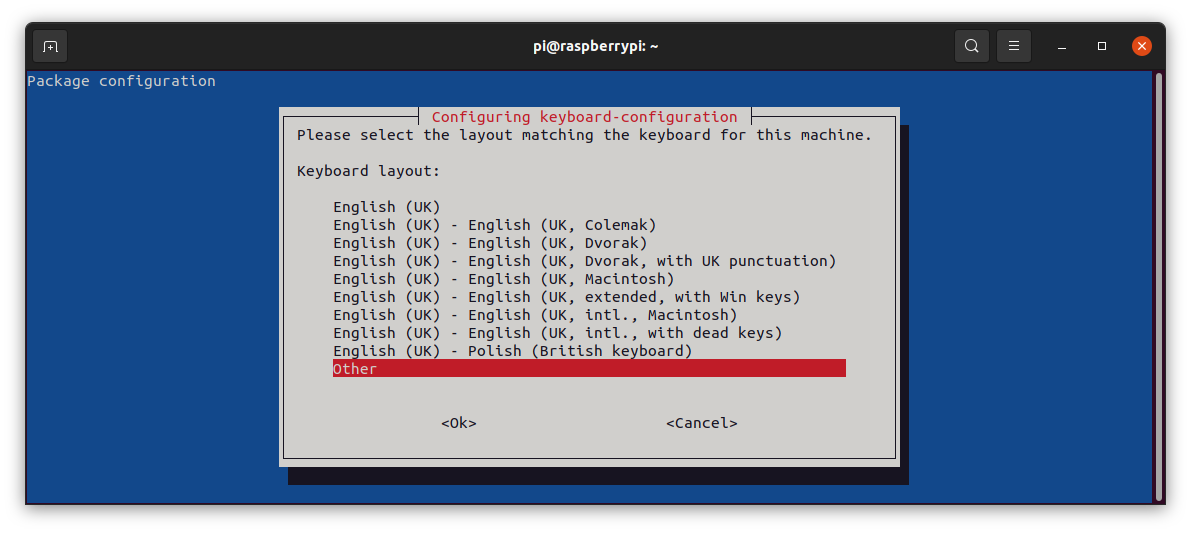 pi@raspberrypi: ~
Package configuration
Configuring keyboard-configuration
Please select the layout matching the keyboard for this machine.
Keyboard layout:
English (UK)
English (UK) - English (UK, Colemak)
English (UK) - English (UK, Dvorak)
English (UK) - English (UK, Dvorak, with UK punctuation)
English (UK) - English (UK, Macintosh)
English (UK) - English (UK, extended, with Win keys)
English (UK) - English (UK, intl., Macintosh)
English (UK) - English (UK, intl., with dead keys)
English (UK) - Polish (British keyboard)
Other
<Ok> <Cancel>